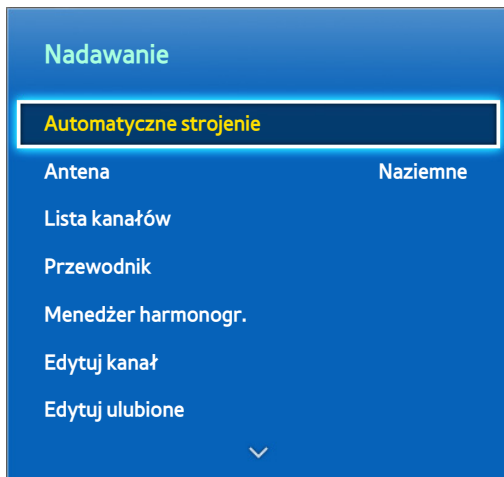 Nadawanie
Automatyczne strojenie
Antena Naziemne
Lista kanałów
Przewodnik
Menedżer harmonogr.
Edytuj kanał
Edytuj ulubione